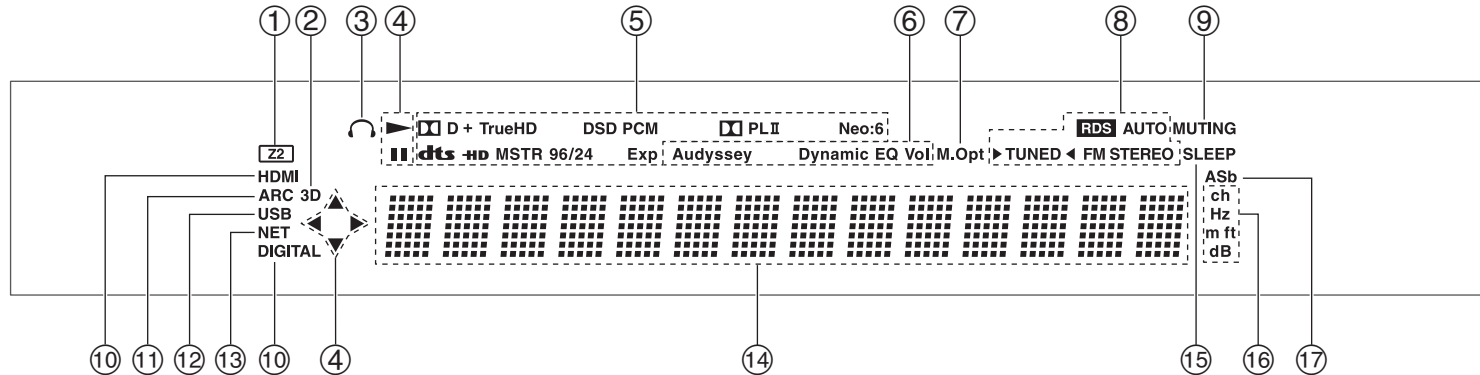 ① ② ③ ④ ⑤ ⑥ ⑦ ⑧ ⑨
D + TrueHD DSD PCM PL II Neo:6 RDS AUTO MUTING
Z2 dts -HD MSTR 96/24 Exp Audyssey Dynamic EQ Vol M.Opt ►TUNED◄ FM STEREO SLEEP
HDMI ASb
ARC 3D ch
USB Hz
NET m ft
DIGITAL dB
⑩ ⑪ ⑫ ⑬ ⑩ ④ ⑭ ⑮ ⑯ ⑰